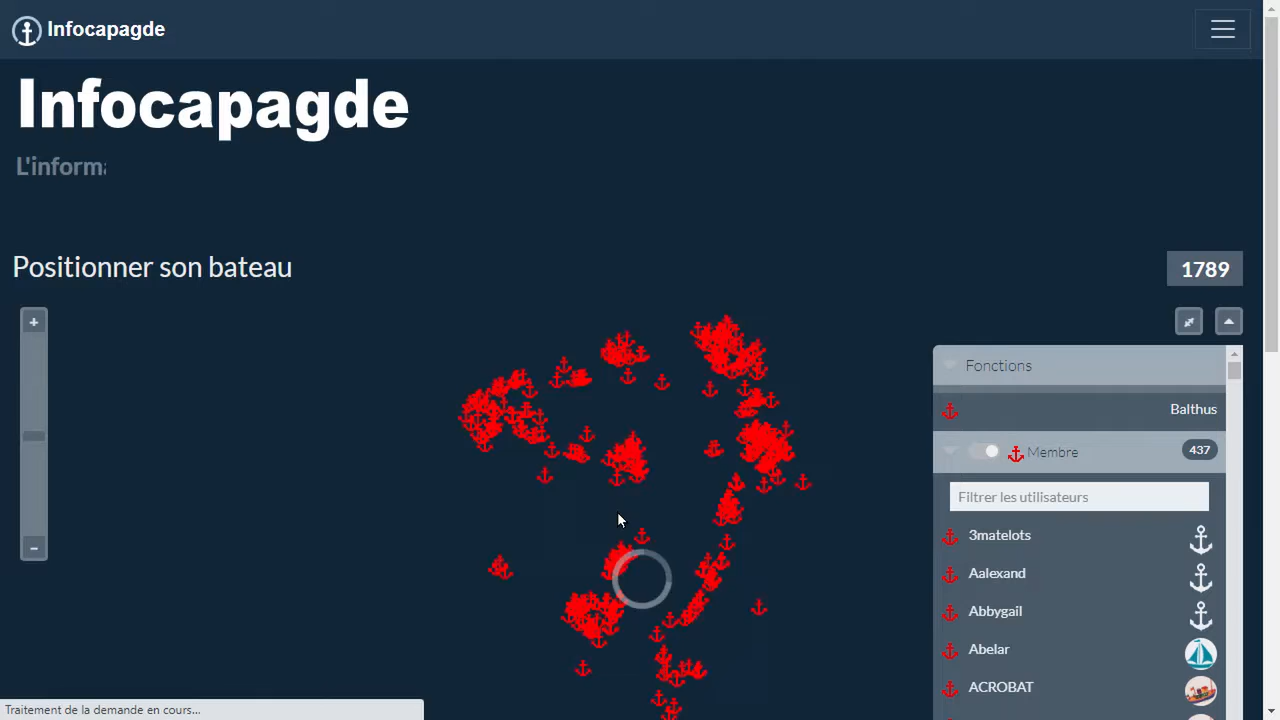 Infocapagde
Infocapagde
L'inform
Positionner son bateau
1789
+
−
Fonctions
Balthus
Membre
437
Filtrer les utilisateurs
3matelots
Aalexand
Abbygail
Abelar
ACROBAT
Traitement de la demande en cours...